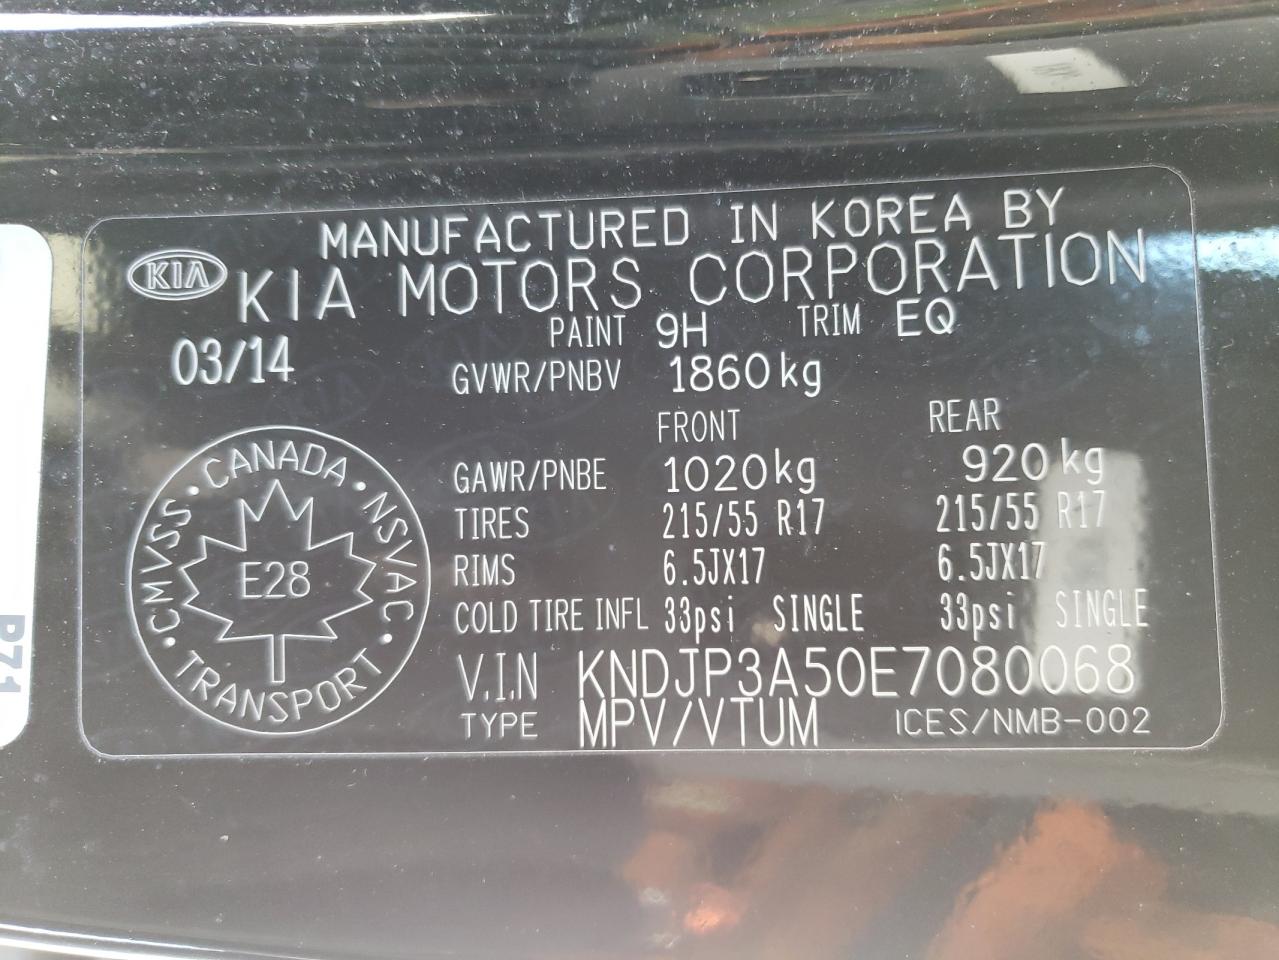 MANUFACTURED IN KOREA BY
KIA KIA MOTORS CORPORATION
PAINT 9H TRIM EQ
03/14
GVWR/PNBV 1860kg
FRONT REAR
GAWR/PNBE 1020kg 920kg
TIRES 215/55 R17 215/55 R17
RIMS 6.5JX17 6.5JX17
COLD TIRE INFL 33psi SINGLE 33psi SINGLE
V.I.N KNDJP3A50E7080068
TYPE MPV/VTUM ICES/NMB-002
CMVSS • CANADA • NSVAC •
E28
TRANSPORT •